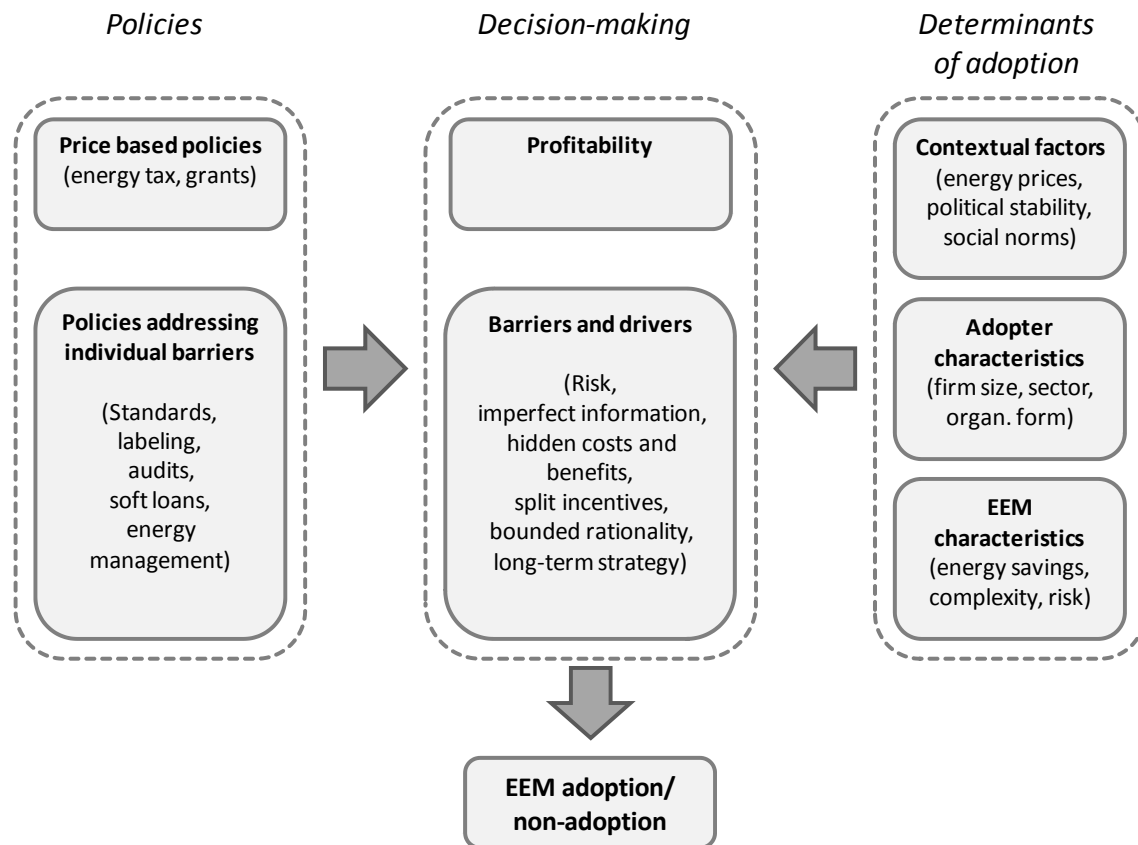 Policies
Price based policies
(energy tax, grants)
Policies addressing
individual barriers
(Standards,
labeling,
audits,
soft loans,
energy
management)
Decision-making
Profitability
Barriers and drivers
(Risk,
imperfect information,
hidden costs and
benefits,
split incentives,
bounded rationality,
long-term strategy)
Determinants
of adoption
Contextual factors
(energy prices,
political stability,
social norms)
Adopter
characteristics
(firm size, sector,
organ. form)
EEM
characteristics
(energy savings,
complexity, risk)
EEM adoption/
non-adoption